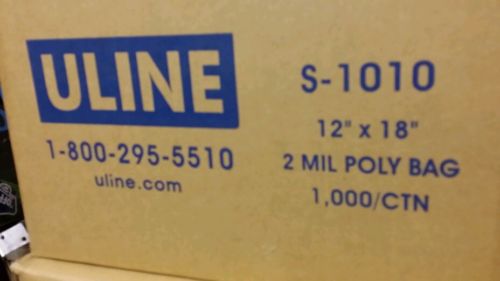 ULINE
1-800-295-5510
uline.com
S-1010
12" x 18"
2 MIL POLY BAG
1,000/CTN